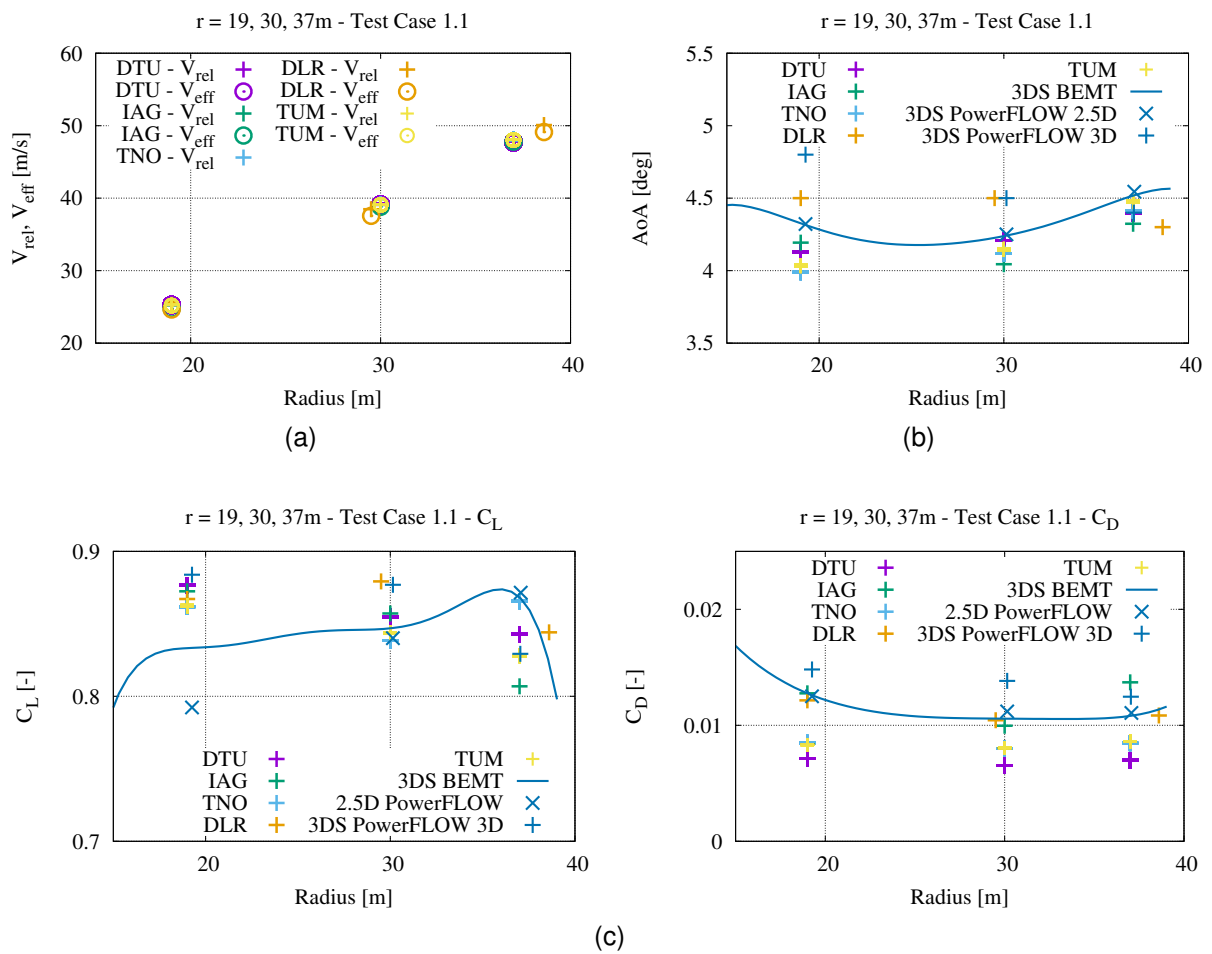 r = 19, 30, 37m - Test Case 1.1
V_rel, V_eff [m/s]
60
50
40
30
20
DTU - V_rel
DTU - V_eff
IAG - V_rel
IAG - V_eff
TNO - V_rel
DLR - V_rel
DLR - V_eff
TUM - V_rel
TUM - V_eff
20
30
40
Radius [m]
(a)
r = 19, 30, 37m - Test Case 1.1
AoA [deg]
5.5
5
4.5
4
3.5
DTU
IAG
TNO
DLR
TUM
3DS BEMT
3DS PowerFLOW 2.5D
3DS PowerFLOW 3D
20
30
40
Radius [m]
(b)
r = 19, 30, 37m - Test Case 1.1 - C_L
C_L [-]
0.9
0.8
0.7
DTU
IAG
TNO
DLR
TUM
3DS BEMT
2.5D PowerFLOW
3DS PowerFLOW 3D
20
30
40
Radius [m]
r = 19, 30, 37m - Test Case 1.1 - C_D
C_D [-]
0.02
0.01
0
DTU
IAG
TNO
DLR
TUM
3DS BEMT
2.5D PowerFLOW
3DS PowerFLOW 3D
20
30
40
Radius [m]
(c)